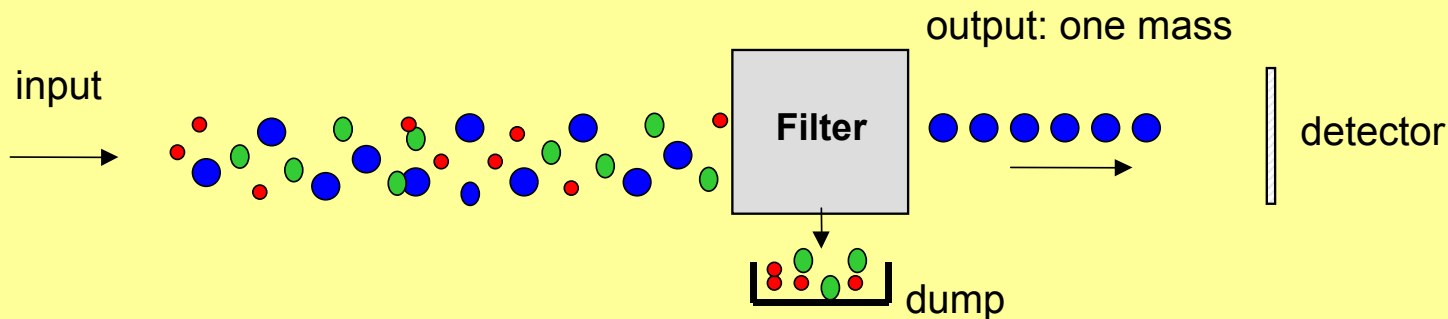 output: one mass
input
Filter
detector
dump